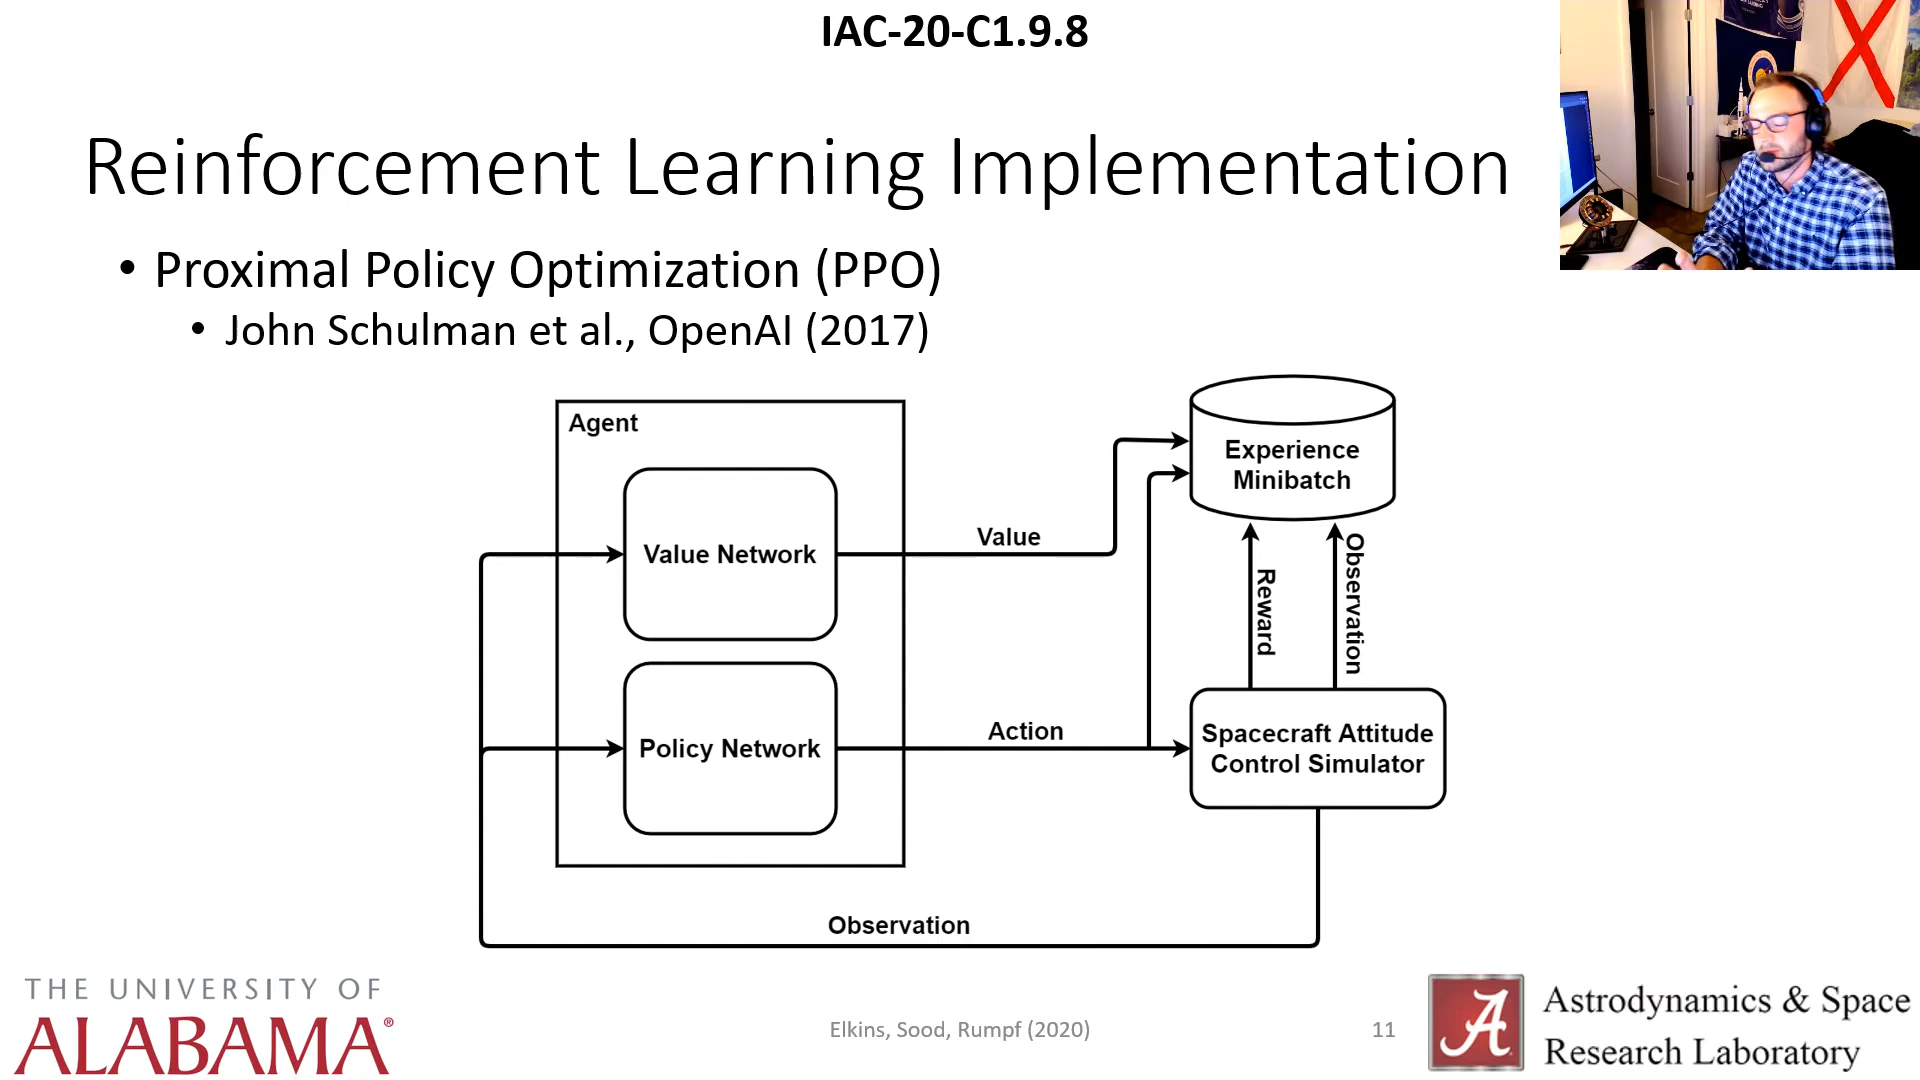 IAC-20-C1.9.8
Reinforcement Learning Implementation
• Proximal Policy Optimization (PPO)
• John Schulman et al., OpenAI (2017)
Agent
Value Network
Policy Network
Value
Action
Experience
Minibatch
Reward
Observation
Spacecraft Attitude
Control Simulator
Observation
THE UNIVERSITY OF
ALABAMA®
Elkins, Sood, Rumpf (2020)
11
A
Astrodynamics & Space
Research Laboratory